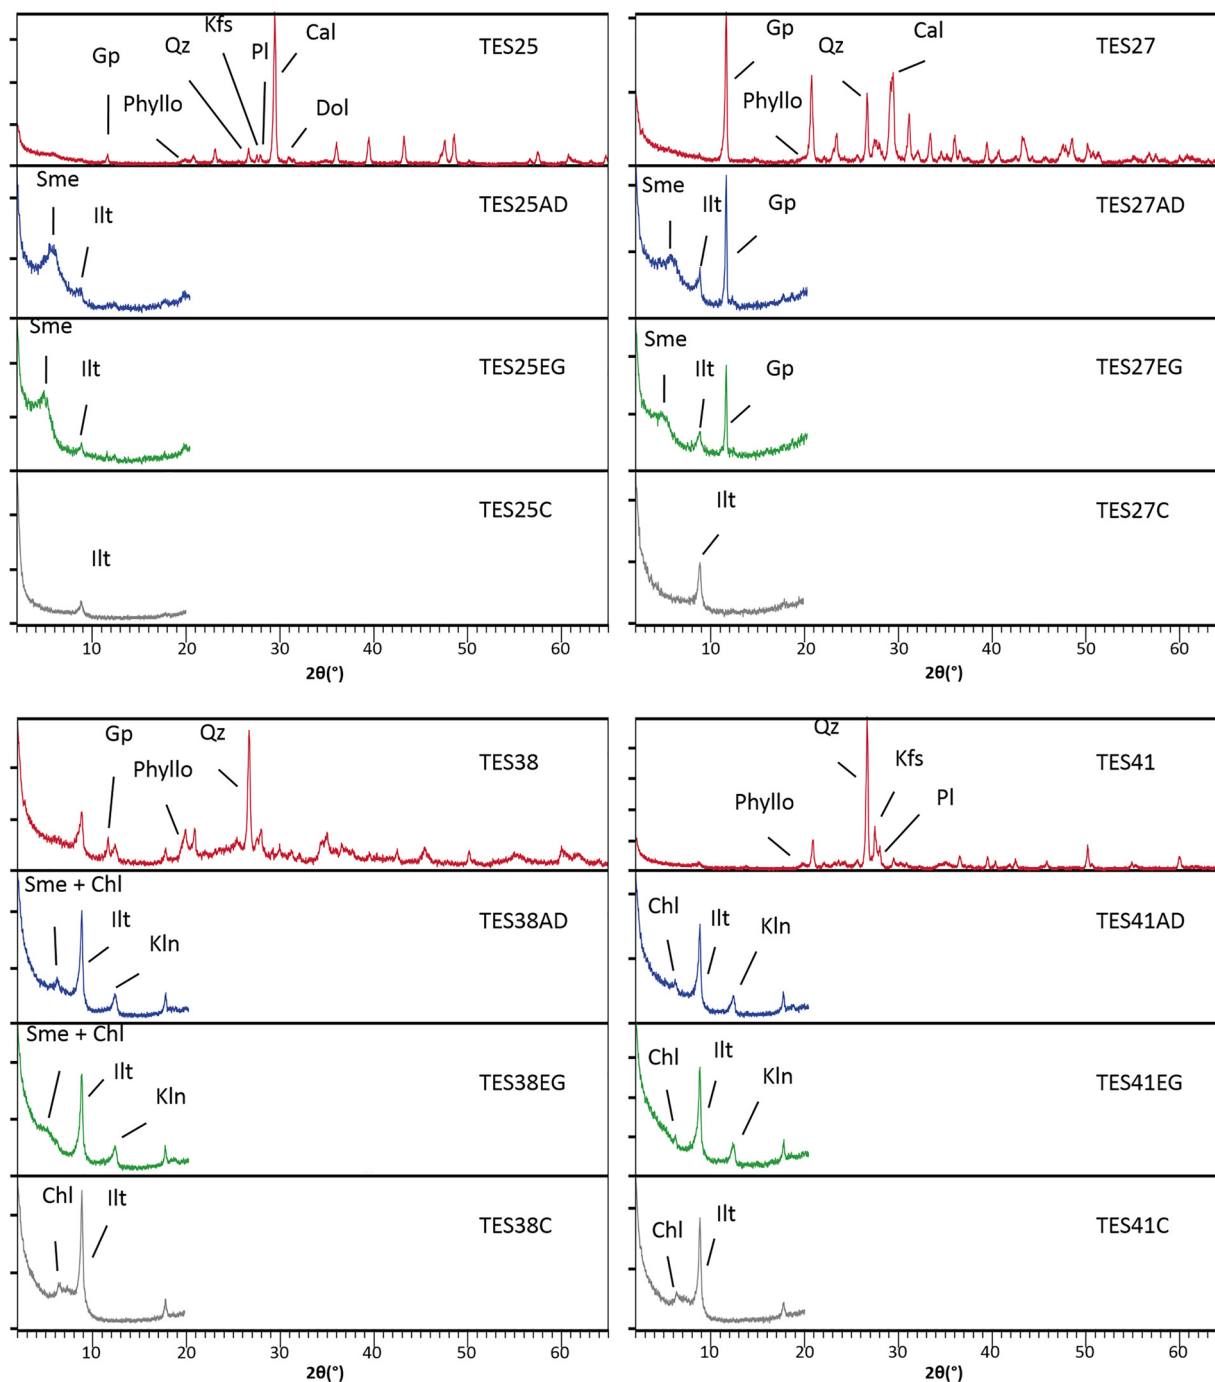 Gp
Phyllo
Qz
Kfs
Pl
Cal
Dol
TES25
Sme
Ilt
TES25AD
Sme
Ilt
TES25EG
Ilt
TES25C
10 20 30 40 50 60
2θ(°)
Gp
Phyllo
Qz
Cal
TES27
Sme
Ilt
Gp
TES27AD
Sme
Ilt
Gp
TES27EG
Ilt
TES27C
10 20 30 40 50 60
2θ(°)
Gp
Phyllo
Qz
TES38
Sme + Chl
Ilt
Kln
TES38AD
Sme + Chl
Ilt
Kln
TES38EG
Chl
Ilt
TES38C
10 20 30 40 50 60
2θ(°)
Phyllo
Qz
Kfs
Pl
TES41
Chl
Ilt
Kln
TES41AD
Chl
Ilt
Kln
TES41EG
Chl
Ilt
TES41C
10 20 30 40 50 60
2θ(°)